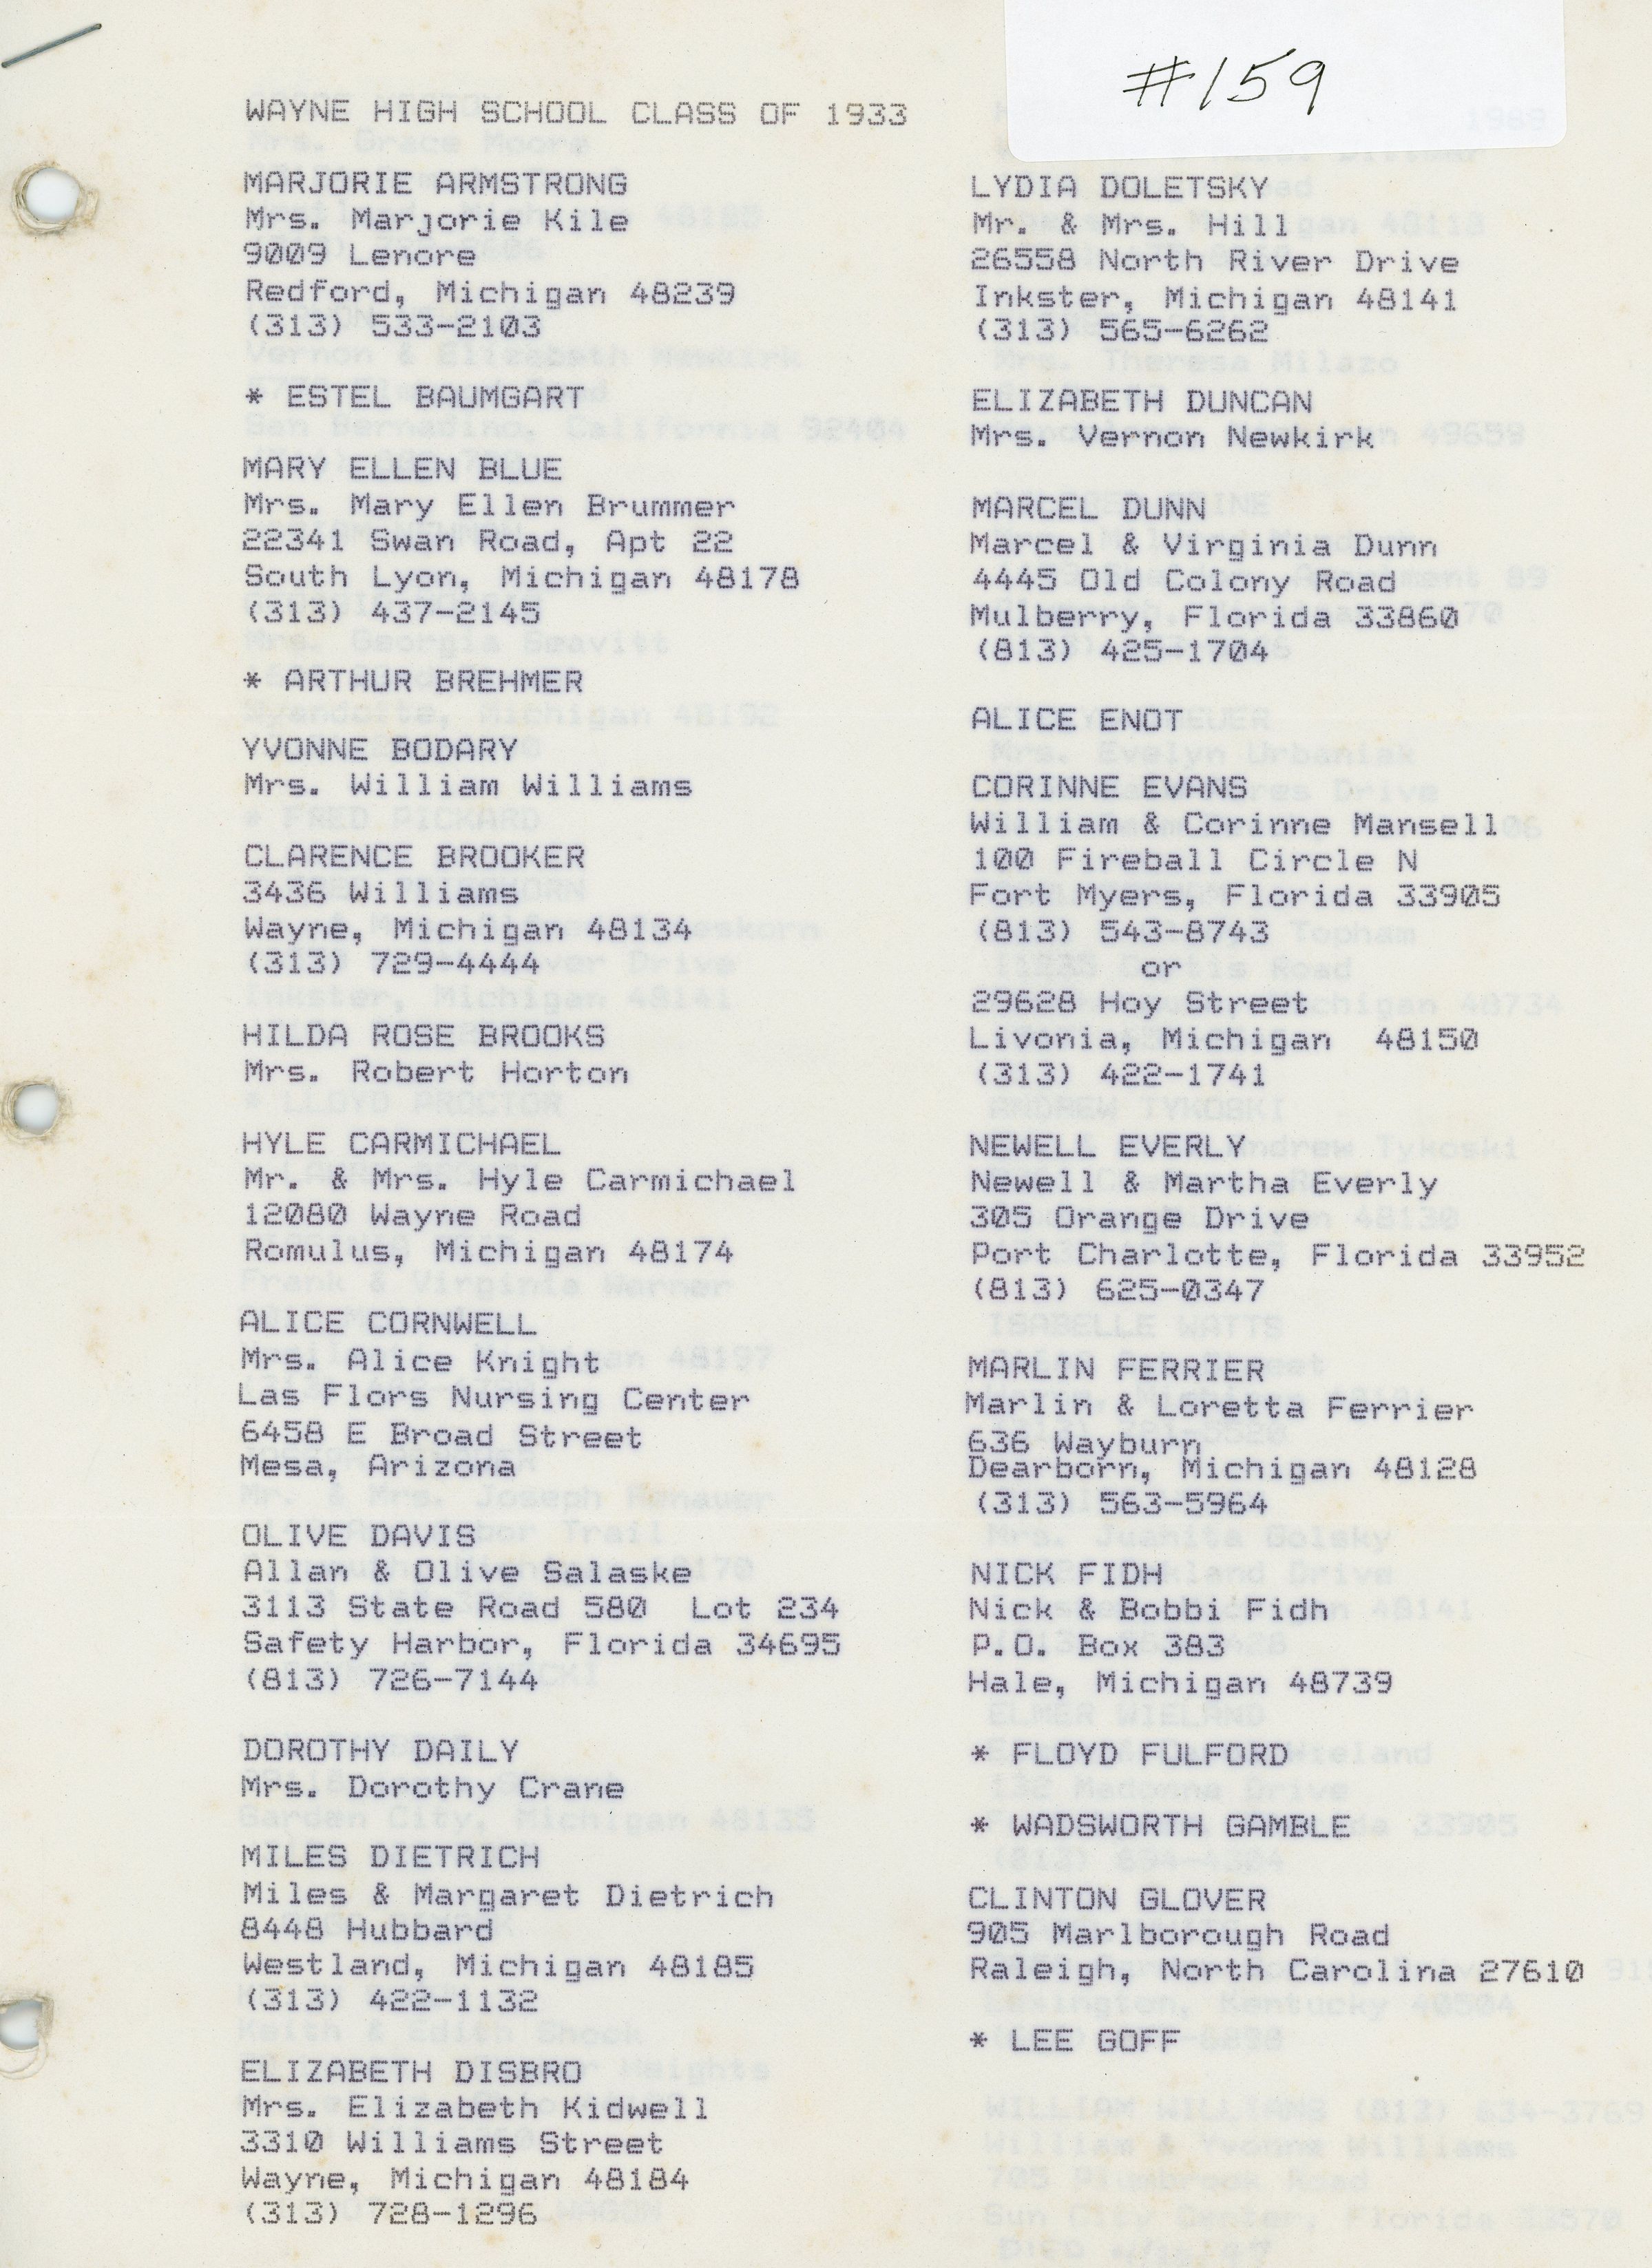 #159
WAYNE HIGH SCHOOL CLASS OF 1933
MARJORIE ARMSTRONG
Mrs. Marjorie Kile
9009 Lenore
Redford, Michigan 48239
(313) 533-2103
* ESTEL BAUMGART
MARY ELLEN BLUE
Mrs. Mary Ellen Brummer
22341 Swan Road, Apt 22
South Lyon, Michigan 48178
(313) 437-2145
* ARTHUR BREHMER
YVONNE BODARY
Mrs. William Williams
CLARENCE BROOKER
3436 Williams
Wayne, Michigan 48134
(313) 729-4444
HILDA ROSE BROOKS
Mrs. Robert Horton
HYLE CARMICHAEL
Mr. & Mrs. Hyle Carmichael
12080 Wayne Road
Romulus, Michigan 48174
ALICE CORNWELL
Mrs. Alice Knight
Las Flors Nursing Center
6458 E Broad Street
Mesa, Arizona
OLIVE DAVIS
Allan & Olive Salaske
3113 State Road 580  Lot 234
Safety Harbor, Florida 34695
(813) 726-7144
DOROTHY DAILY
Mrs. Dorothy Crane
MILES DIETRICH
Miles & Margaret Dietrich
8448 Hubbard
Westland, Michigan 48185
(313) 422-1132
ELIZABETH DISBRO
Mrs. Elizabeth Kidwell
3310 Williams Street
Wayne, Michigan 48184
(313) 728-1296
LYDIA DOLETSKY
Mr. & Mrs. Hill
26558 North River Drive
Inkster, Michigan 48141
(313) 565-6262
ELIZABETH DUNCAN
Mrs. Vernon Newkirk
MARCEL DUNN
Marcel & Virginia Dunn
4445 Old Colony Road
Mulberry, Florida 33860
(813) 425-1704
ALICE ENOT
CORINNE EVANS
William & Corinne Mansell
100 Fireball Circle N
Fort Myers, Florida 33905
(813) 543-8743
or
29628 Hoy Street
Livonia, Michigan  48150
(313) 422-1741
NEWELL EVERLY
Newell & Martha Everly
305 Orange Drive
Port Charlotte, Florida 33952
(813) 625-0347
MARLIN FERRIER
Marlin & Loretta Ferrier
636 Wayburn
Dearborn, Michigan 48128
(313) 563-5964
NICK FIDH
Nick & Bobbi Fidh
P.O. Box 383
Hale, Michigan 48739
* FLOYD FULFORD
* WADSWORTH GAMBLE
CLINTON GLOVER
905 Marlborough Road
Raleigh, North Carolina 27610
* LEE GOFF